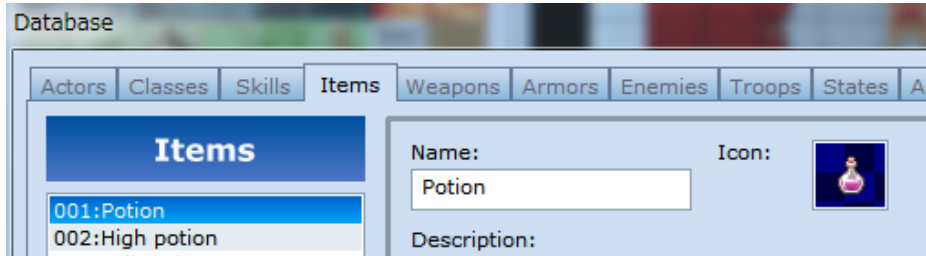 Database
Actors Classes Skills Items Weapons Armors Enemies Troops States
Items
Name: Icon:
Potion
001:Potion
002:High potion
Description: